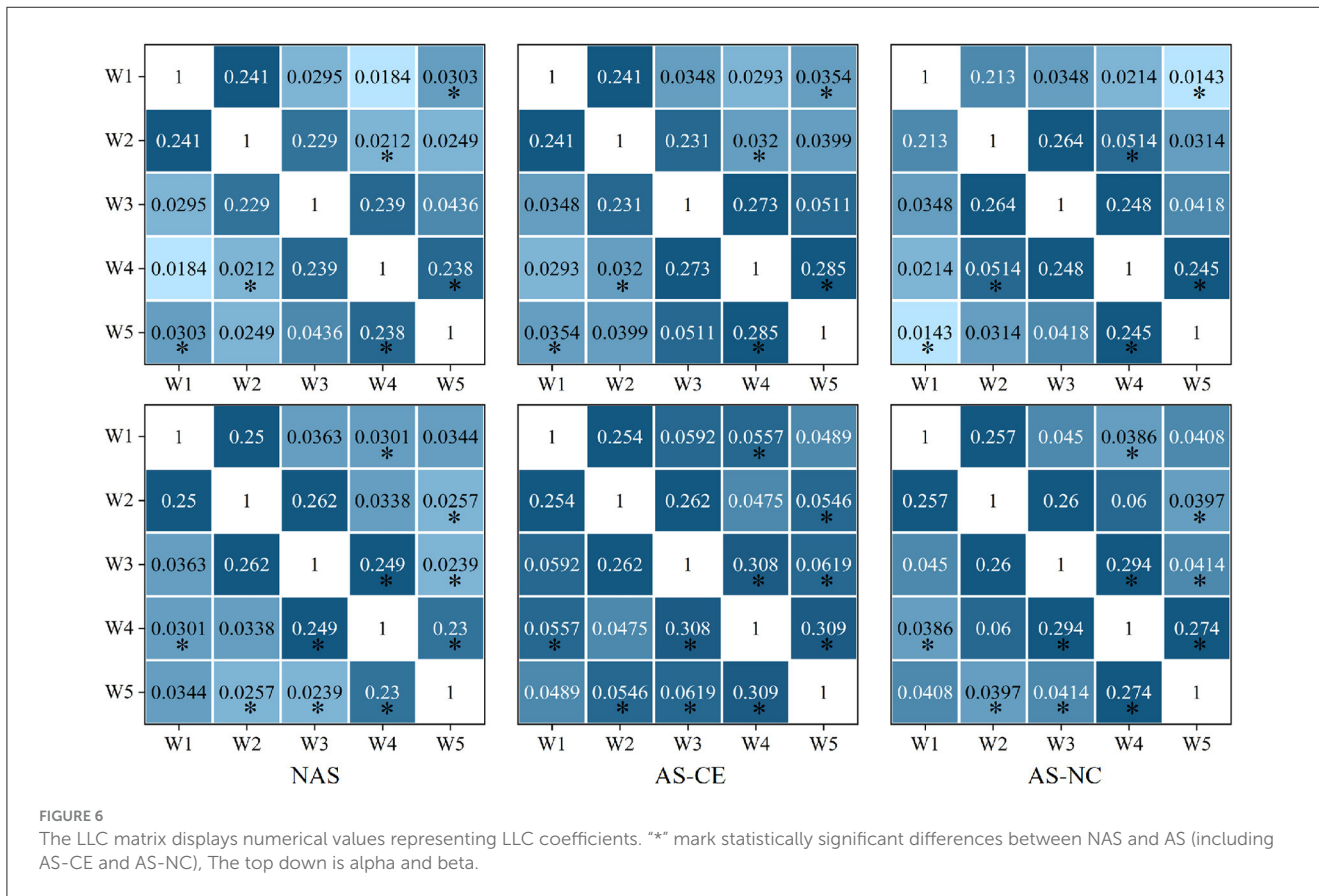 W1 1 0.241 0.0295 0.0184 0.0303 1 0.241 0.0348 0.0293 0.0354 1 0.213 0.0348 0.0214 0.0143
* * *
W2 0.241 1 0.229 0.0212 0.0249 0.241 1 0.231 0.032 0.0399 0.213 1 0.264 0.0514 0.0314
* * *
W3 0.0295 0.229 1 0.239 0.0436 0.0348 0.231 1 0.273 0.0511 0.0348 0.264 1 0.248 0.0418
W4 0.0184 0.0212 0.239 1 0.238 0.0293 0.032 0.273 1 0.285 0.0214 0.0514 0.248 1 0.245
* * * * * *
W5 0.0303 0.0249 0.0436 0.238 1 0.0354 0.0399 0.0511 0.285 1 0.0143 0.0314 0.0418 0.245 1
* * * * * *
W1 W2 W3 W4 W5 W1 W2 W3 W4 W5 W1 W2 W3 W4 W5
W1 1 0.25 0.0363 0.0301 0.0344 1 0.254 0.0592 0.0557 0.0489 1 0.257 0.045 0.0386 0.0408
* * *
W2 0.25 1 0.262 0.0338 0.0257 0.254 1 0.262 0.0475 0.0546 0.257 1 0.26 0.06 0.0397
* * *
W3 0.0363 0.262 1 0.249 0.0239 0.0592 0.262 1 0.308 0.0619 0.045 0.26 1 0.294 0.0414
* * * * * *
W4 0.0301 0.0338 0.249 1 0.23 0.0557 0.0475 0.308 1 0.309 0.0386 0.06 0.294 1 0.274
* * * * * * * * *
W5 0.0344 0.0257 0.0239 0.23 1 0.0489 0.0546 0.0619 0.309 1 0.0408 0.0397 0.0414 0.274 1
* * * * * * * * *
W1 W2 W3 W4 W5 W1 W2 W3 W4 W5 W1 W2 W3 W4 W5
NAS AS-CE AS-NC
FIGURE 6
The LLC matrix displays numerical values representing LLC coefficients. "*" mark statistically significant differences between NAS and AS (including
AS-CE and AS-NC), The top down is alpha and beta.